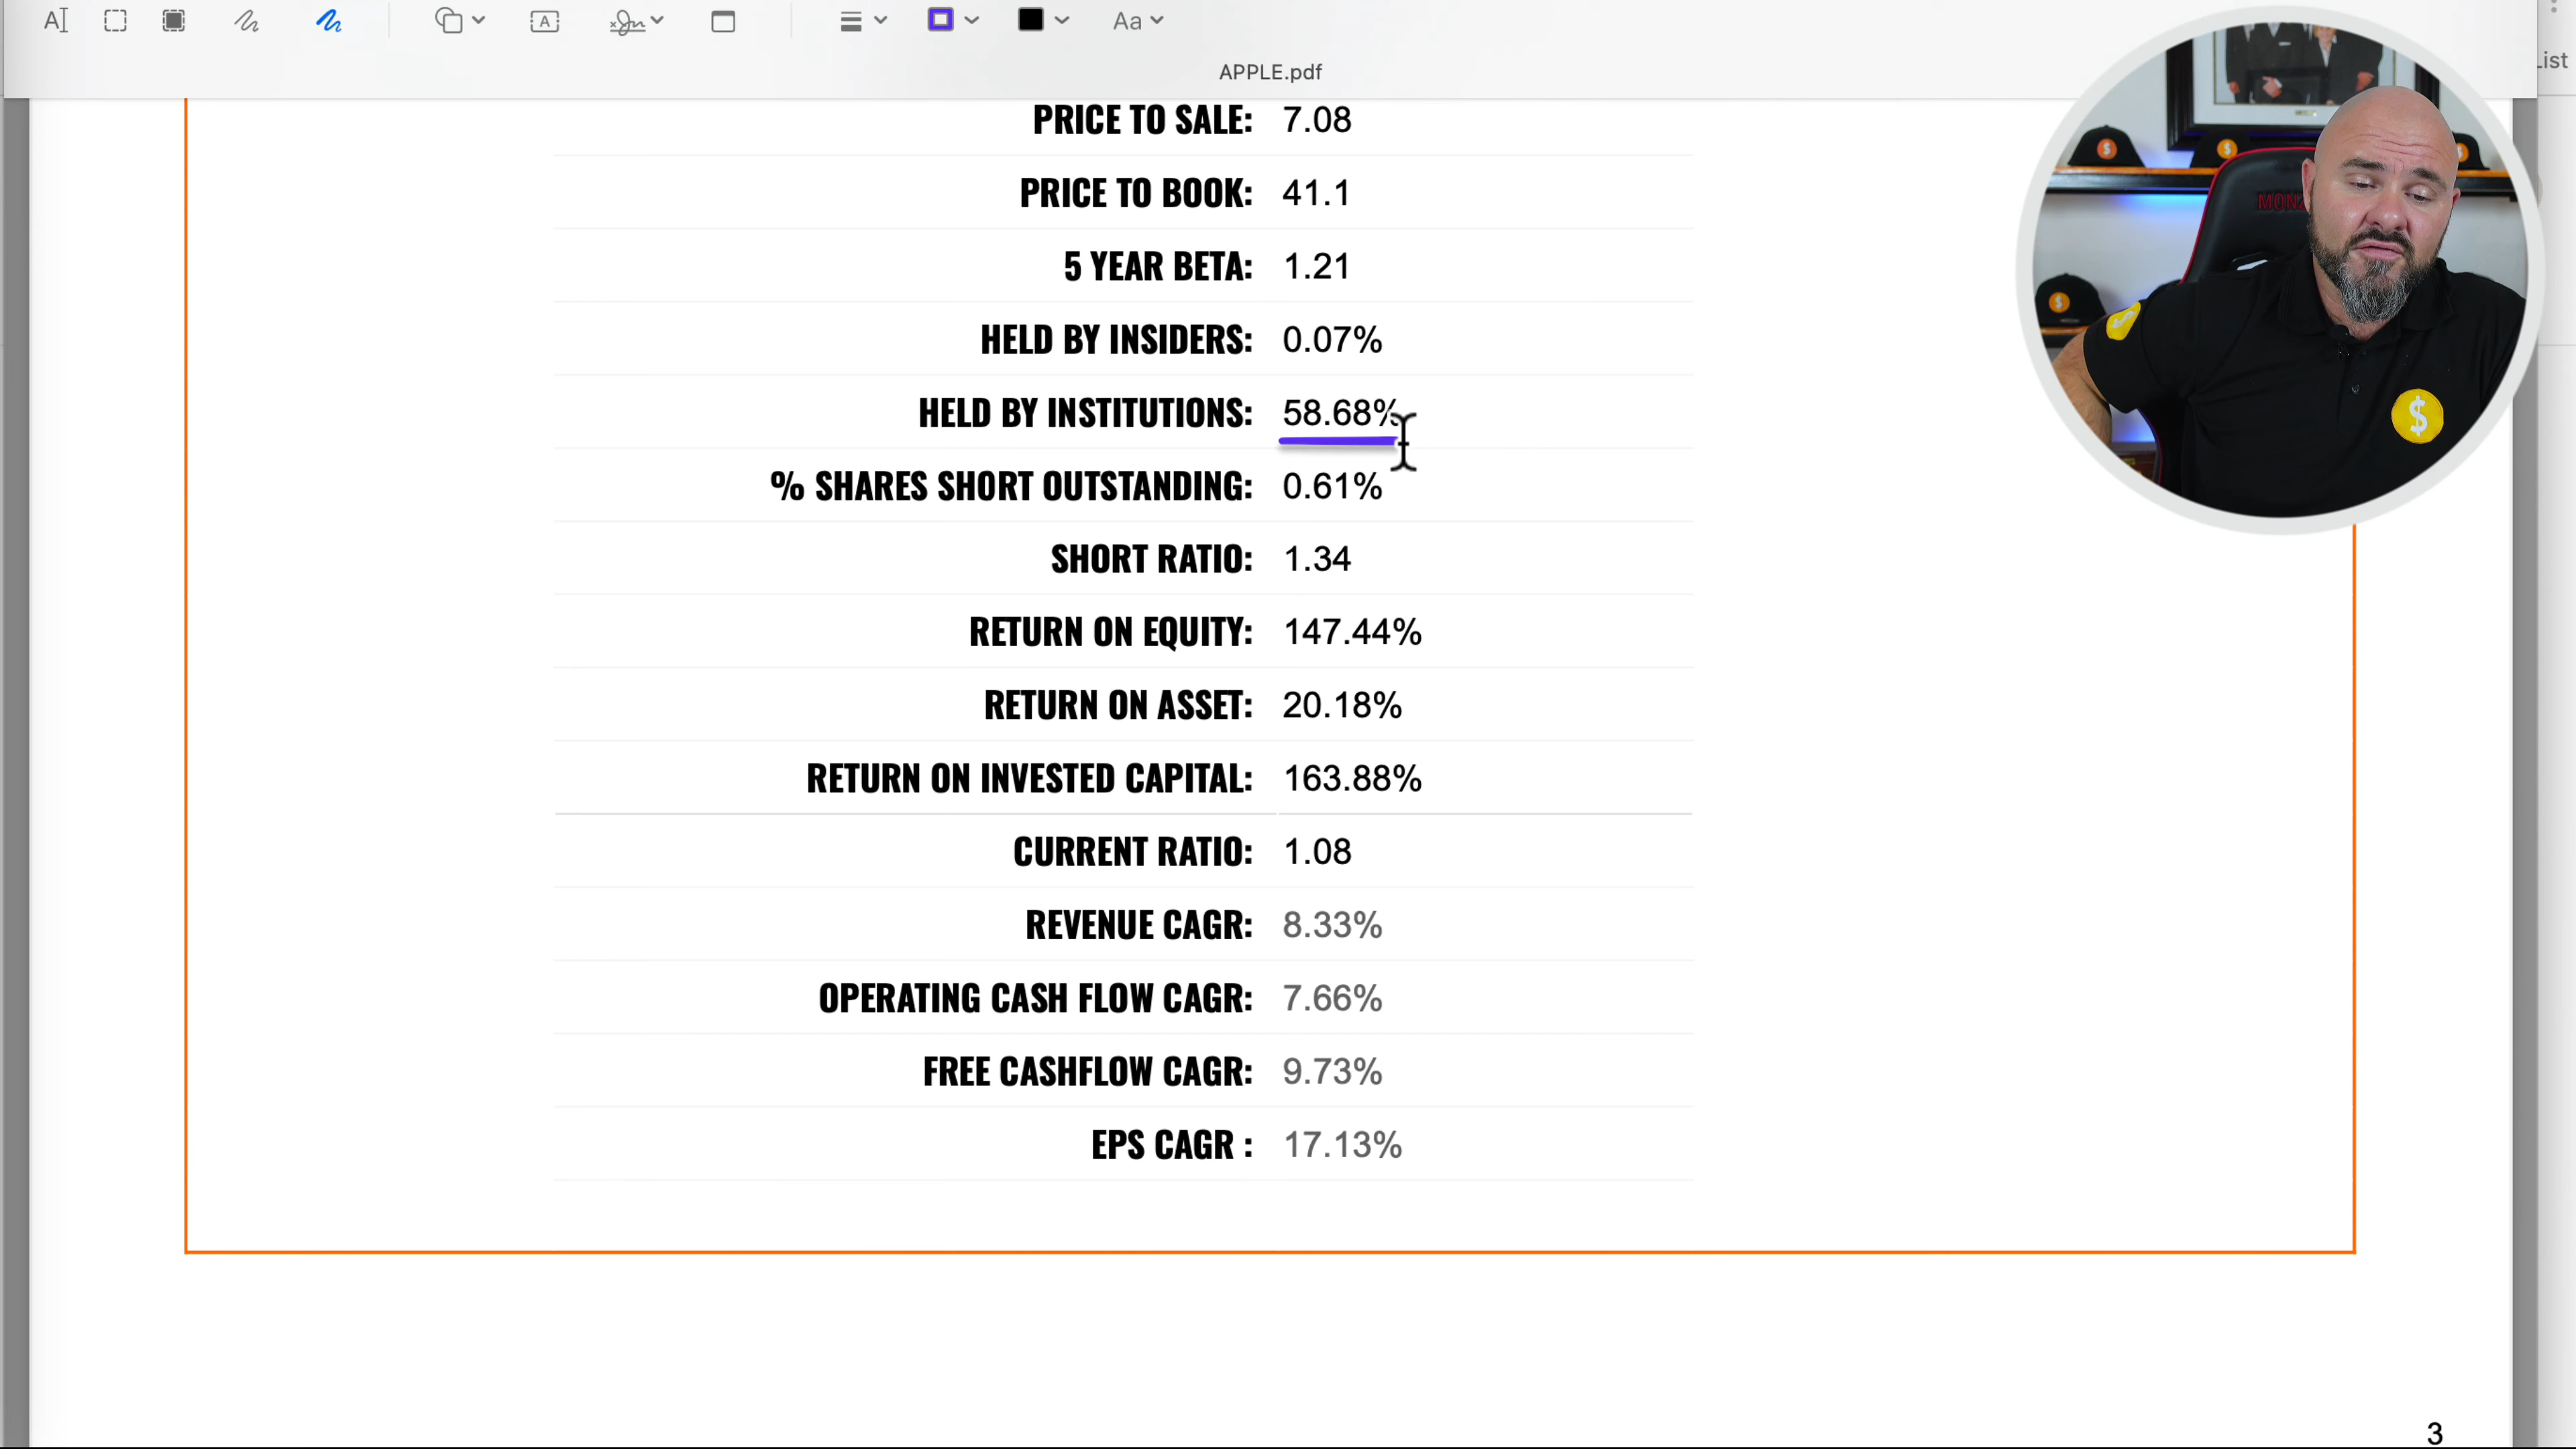 Aa
List
APPLE.pdf
PRICE TO SALE: 7.08
PRICE TO BOOK: 41.1
5 YEAR BETA: 1.21
HELD BY INSIDERS: 0.07%
HELD BY INSTITUTIONS: 58.68%
% SHARES SHORT OUTSTANDING: 0.61%
SHORT RATIO: 1.34
RETURN ON EQUITY: 147.44%
RETURN ON ASSET: 20.18%
RETURN ON INVESTED CAPITAL: 163.88%
CURRENT RATIO: 1.08
REVENUE CAGR: 8.33%
OPERATING CASH FLOW CAGR: 7.66%
FREE CASHFLOW CAGR: 9.73%
EPS CAGR : 17.13%
3